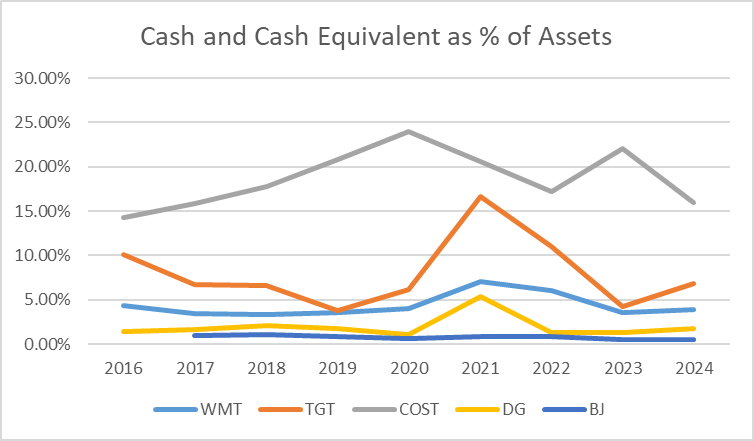 Cash and Cash Equivalent as % of Assets
30.00%
25.00%
20.00%
15.00%
10.00%
5.00%
0.00%
2016 2017 2018 2019 2020 2021 2022 2023 2024
WMT TGT COST DG BJ